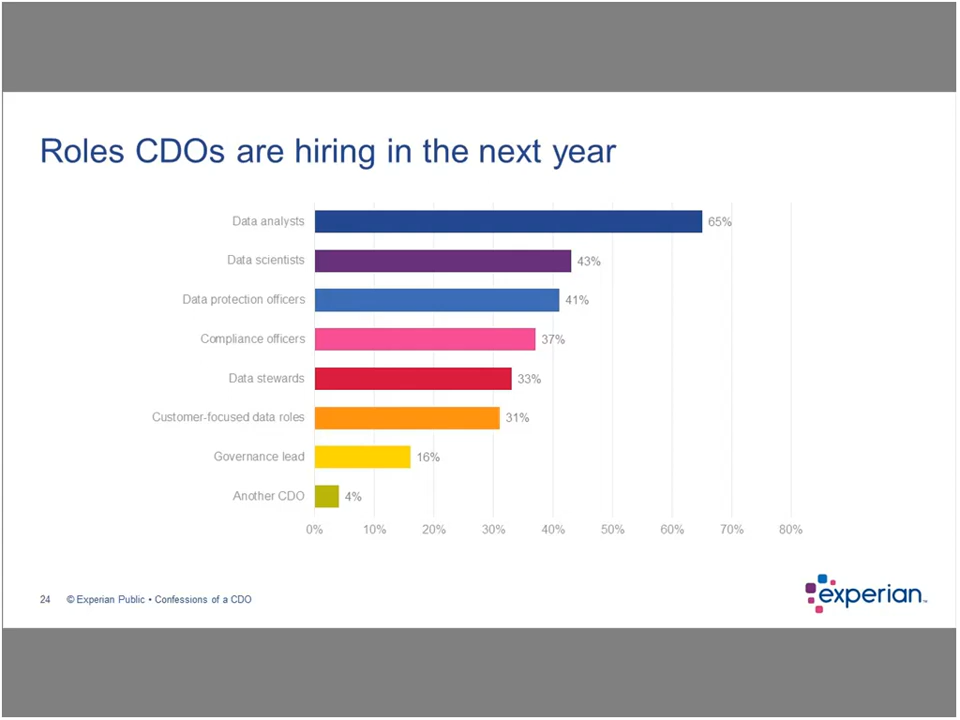 Roles CDOs are hiring in the next year
Data analysts 65%
Data scientists 43%
Data protection officers 41%
Compliance officers 37%
Data stewards 33%
Customer-focused data roles 31%
Governance lead 16%
Another CDO 4%
0% 10% 20% 30% 40% 50% 60% 70% 80%
24 © Experian Public • Confessions of a CDO
experian™